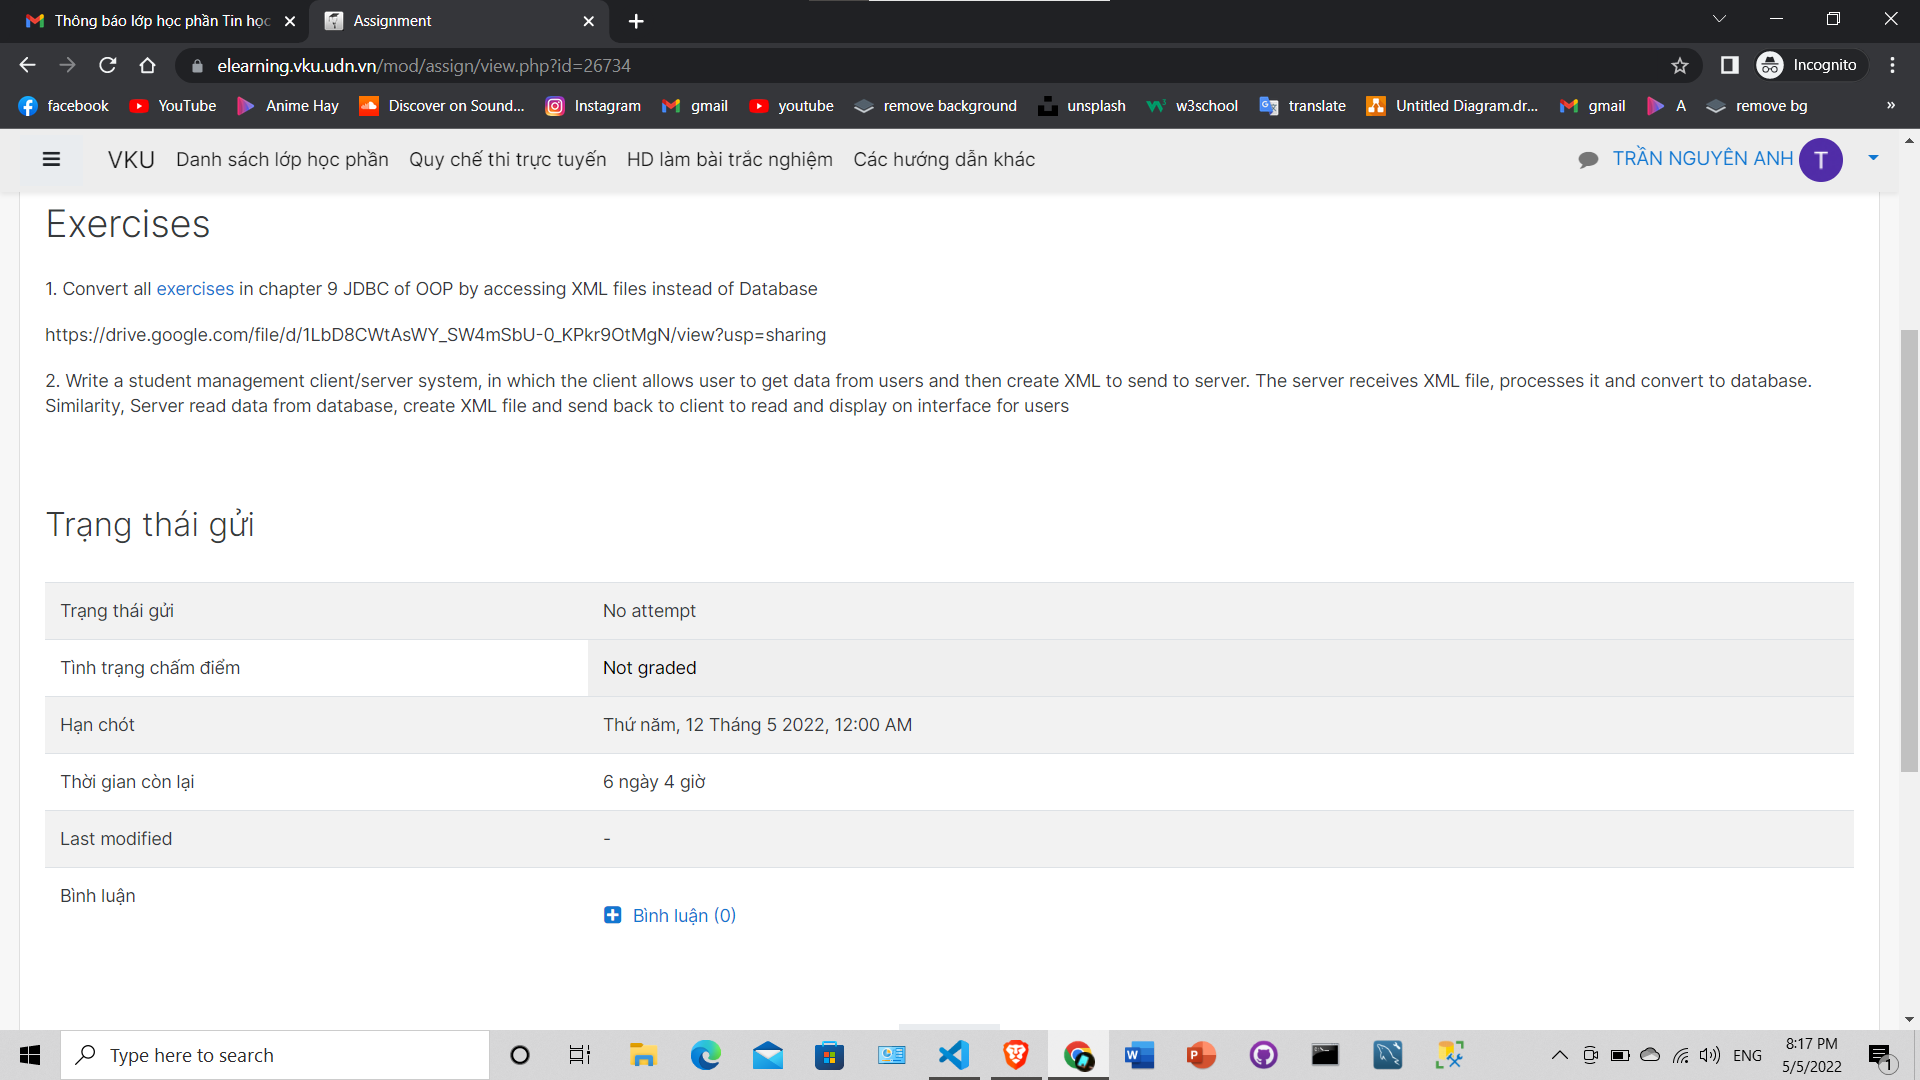 Thông báo lớp học phần Tin học
Assignment
elearning.vku.udn.vn/mod/assign/view.php?id=26734
Incognito
facebook
YouTube
Anime Hay
Discover on Sound...
Instagram
gmail
youtube
remove background
unsplash
w3school
translate
Untitled Diagram.dr...
gmail
A
remove bg
»
VKU
Danh sách lớp học phần
Quy chế thi trực tuyến
HD làm bài trắc nghiệm
Các hướng dẫn khác
TRẦN NGUYÊN ANH
T
Exercises
1. Convert all exercises in chapter 9 JDBC of OOP by accessing XML files instead of Database
https://drive.google.com/file/d/1LbD8CWtAsWY_SW4mSbU-0_KPkr9OtMgN/view?usp=sharing
2. Write a student management client/server system, in which the client allows user to get data from users and then create XML to send to server. The server receives XML file, processes it and convert to database.
Similarity, Server read data from database, create XML file and send back to client to read and display on interface for users
Trạng thái gửi
Trạng thái gửi
No attempt
Tình trạng chấm điểm
Not graded
Hạn chót
Thứ năm, 12 Tháng 5 2022, 12:00 AM
Thời gian còn lại
6 ngày 4 giờ
Last modified
-
Bình luận
Bình luận (0)
Type here to search
ENG
8:17 PM
5/5/2022
1